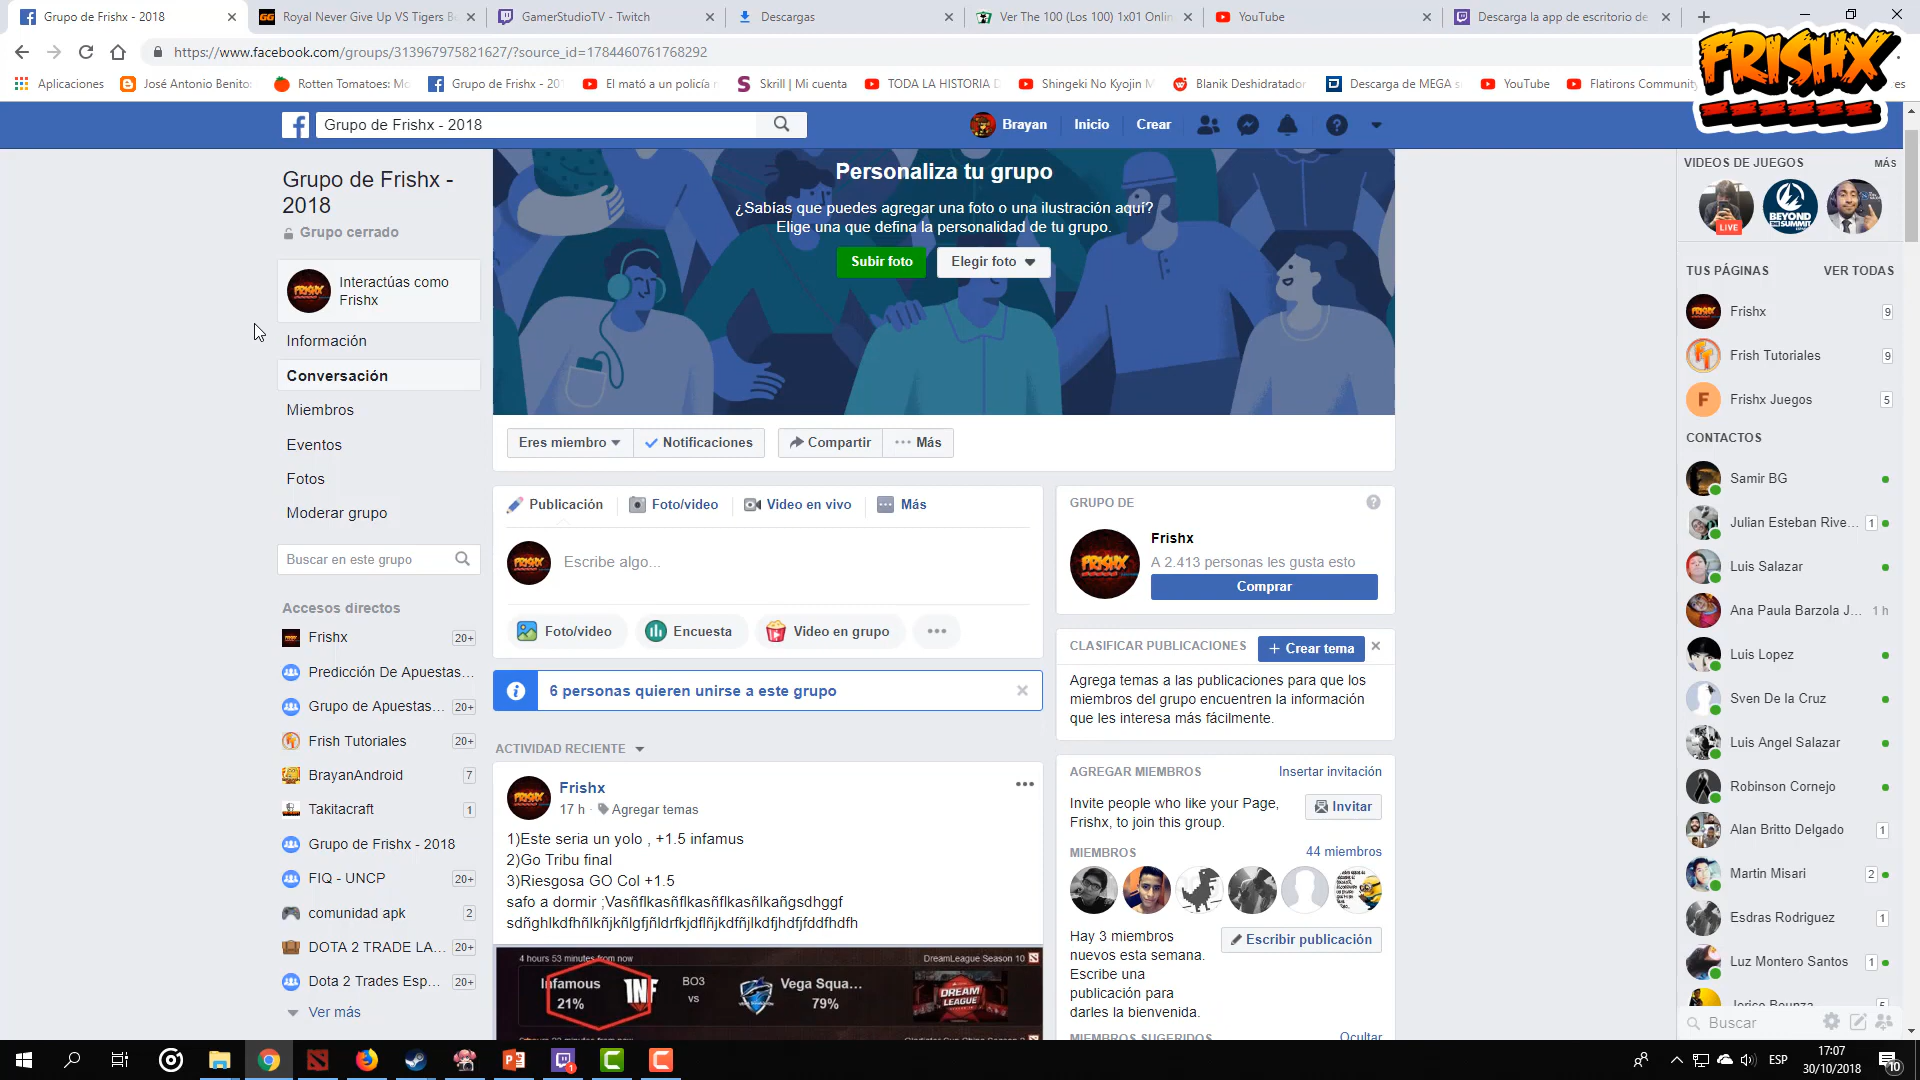 Grupo de Frishx - 2018
Royal Never Give Up VS Tigers B
GamerStudioTV - Twitch
Descargas
Ver The 100 (Los 100) 1x01 Onlin
YouTube
Descarga la app de escritorio de
https://www.facebook.com/groups/313967975821627/?source_id=1784460761768292
FRISHX
Aplicaciones
José Antonio Benito
Rotten Tomatoes: Mo
Grupo de Frishx - 201
El mató a un policía
Skrill | Mi cuenta
TODA LA HISTORIA D
Shingeki No Kyojin
Blanik Deshidratador
Descarga de MEGA s
YouTube
Flatirons Community
Grupo de Frishx - 2018
Brayan
Inicio
Crear
Grupo de Frishx -
2018
Grupo cerrado
Interactúas como
Frishx
Información
Conversación
Miembros
Eventos
Fotos
Moderar grupo
Buscar en este grupo
Accesos directos
Frishx 20+
Predicción De Apuestas...
Grupo de Apuestas... 20+
Frish Tutoriales 20+
BrayanAndroid 7
Takitacraft 1
Grupo de Frishx - 2018
FIQ - UNCP 20+
comunidad apk 2
DOTA 2 TRADE LA... 20+
Dota 2 Trades Esp... 20+
Ver más
Personaliza tu grupo
¿Sabías que puedes agregar una foto o una ilustración aquí?
Elige una que defina la personalidad de tu grupo.
Subir foto
Elegir foto
Eres miembro
Notificaciones
Compartir
Más
Publicación
Foto/video
Video en vivo
Más
Escribe algo...
Foto/video
Encuesta
Video en grupo
6 personas quieren unirse a este grupo
ACTIVIDAD RECIENTE
Frishx
17 h · Agregar temas
1)Este seria un yolo , +1.5 infamus
2)Go Tribu final
3)Riesgosa GO Col +1.5
4 hours 53 minutes from now
DreamLeague Season 10
Infamous
21%
INF
BO3
vs
Vega Squa...
79%
DREAM
LEAGUE
GRUPO DE
Frishx
A 2.413 personas les gusta esto
Comprar
CLASIFICAR PUBLICACIONES
+ Crear tema
Agrega temas a las publicaciones para que los
miembros del grupo encuentren la información
que les interesa más fácilmente.
AGREGAR MIEMBROS
Insertar invitación
Invite people who like your Page,
Frishx, to join this group.
Invitar
MIEMBROS
44 miembros
Hay 3 miembros
nuevos esta semana.
Escribe una
publicación para
darles la bienvenida.
Escribir publicación
MIEMBROS SUGERIDOS
Ocultar
VIDEOS DE JUEGOS
MÁS
LIVE
BEYOND
THE SUMMIT
TUS PÁGINAS
VER TODAS
Frishx 9
Frish Tutoriales 9
F
Frishx Juegos 5
CONTACTOS
Samir BG
Julian Esteban Rive... 1
Luis Salazar
Ana Paula Barzola J... 1 h
Luis Lopez
Sven De la Cruz
Luis Angel Salazar
Robinson Cornejo
Alan Britto Delgado 1
Martin Misari 2
Esdras Rodriguez 1
Luz Montero Santos 1
Buscar
ESP
17:07
30/10/2018
10